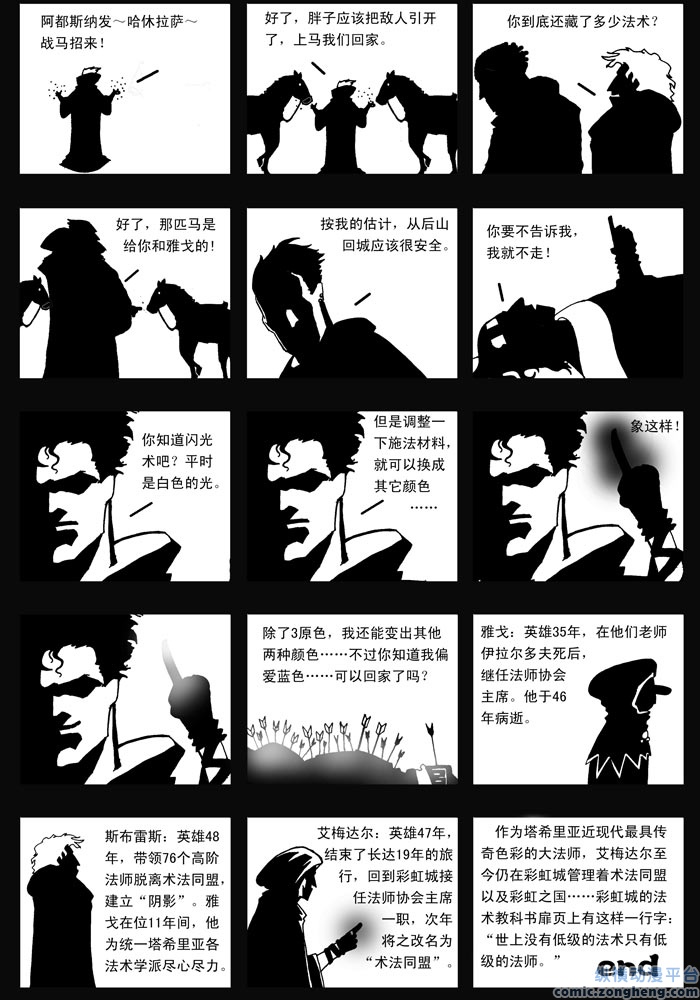 阿都斯纳发～哈休拉萨～
战马招来！
好了，胖子应该把敌人引开
了，上马我们回家。
你到底还藏了多少法术？
好了，那匹马是
给你和雅戈的！
按我的估计，从后山
回城应该很安全。
你要不告诉我，
我就不走！
你知道闪光
术吧？平时
是白色的光。
但是调整一
下施法材料，
就可以换成
其它颜色
……
象这样！
除了3原色，我还能变出其他
两种颜色……不过你知道我偏
爱蓝色……可以回家了吗？
雅戈：英雄35年，在他们老师
伊拉尔多夫死后，
继任法师协会
主席。他于46
年病逝。
斯布雷斯：英雄48
年，带领76个高阶
法师脱离术法同盟，
建立“阴影”。雅
戈在位11年间，他
为统一塔希里亚各
法术学派尽心尽力。
艾梅达尔：英雄47年，
结束了长达19年的旅
行，回到彩虹城接
任法师协会主席
一职，次年
将之改名为
“术法同盟”。
作为塔希里亚近现代最具传
奇色彩的大法师，艾梅达尔至
今仍在彩虹城管理着术法同盟
以及彩虹之国……彩虹城的法
术教科书扉页上有这样一行字：
“世上没有低级的法术只有低
级的法师。”
end
纵横动漫平台
comic.zongheng.com